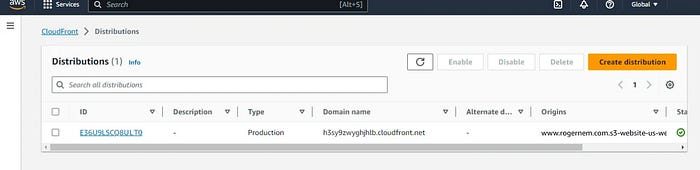 aws Services Search [Alt+S] Global
CloudFront > Distributions
Distributions (1) Info Enable Disable Delete Create distribution
Search all distributions
1
ID Description Type Domain name Alternate d... Origins Sta
E36U9LSCQ8ULT0 - Production h3sy9zwyghjhlb.cloudfront.net - www.rogernem.com.s3-website-us-we